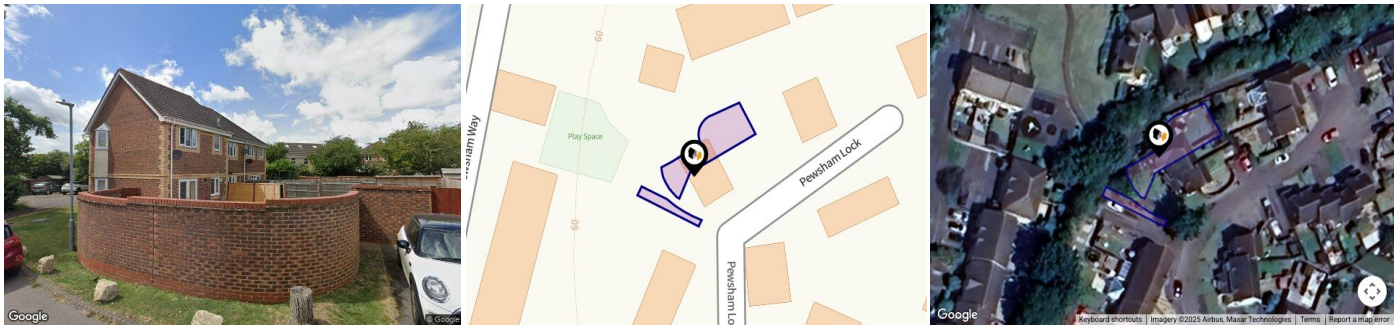 Google
© Google
60
Play Space
60
Pewsham Lock
Pewsham Lo
Google
Keyboard shortcuts
Imagery ©2025 Airbus, Maxar Technologies
Terms
Report a map error